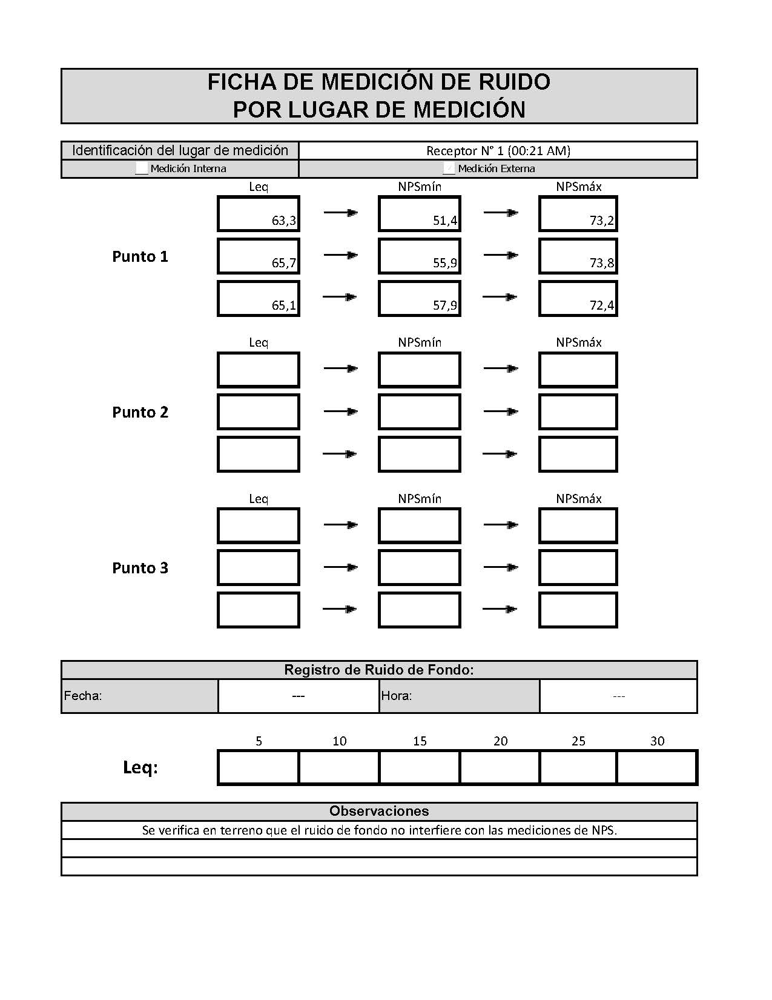 FICHA DE MEDICIÓN DE RUIDO
POR LUGAR DE MEDICIÓN
Identificación del lugar de medición Receptor N° 1 (00:21 AM)
Medición Interna Medición Externa
Leq NPSmín NPSmáx
63,3 51,4 73,2
Punto 1
65,7 55,9 73,8
65,1 57,9 72,4
Leq NPSmín NPSmáx
Punto 2
Leq NPSmín NPSmáx
Punto 3
Registro de Ruido de Fondo:
Fecha: --- Hora: ---
5 10 15 20 25 30
Leq:
Observaciones
Se verifica en terreno que el ruido de fondo no interfiere con las mediciones de NPS.